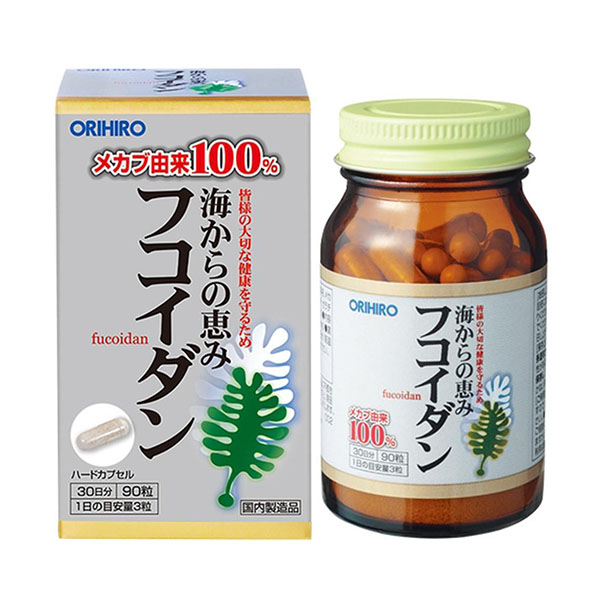 ORIHIRO
メカブ由来100%
皆様の大切な健康を守るため
海からの恵み
フコイダン
fucoidan
ハードカプセル
30日分 90粒
1日の目安量3粒
国内製造品
ORIHIRO
皆様の大切な健康を守るため
海からの恵み
フコイダン
fucoidan
メカブ由来
100%
30日分 90粒
1日の目安量3粒